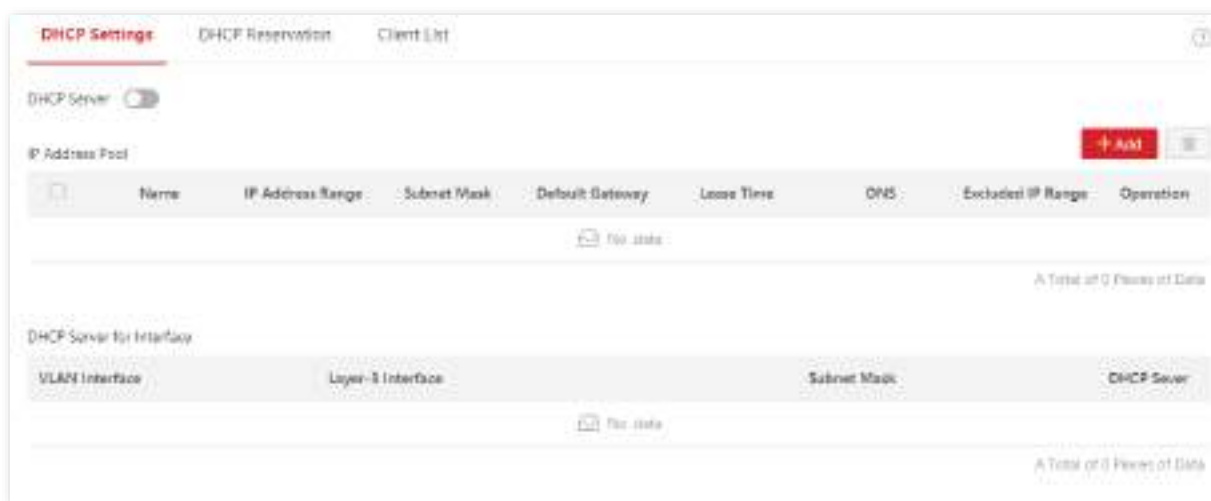 DHCP Settings DHCP Reservation Client List
DHCP Server
IP Address Pool
+ Add
Name IP Address Range Subnet Mask Default Gateway Lease Time DNS Excluded IP Range Operation
No data
A Total of 0 Pieces of Data
DHCP Server for Interface
VLAN Interface Layer-3 Interface Subnet Mask DHCP Sever
No data
A Total of 0 Pieces of Data